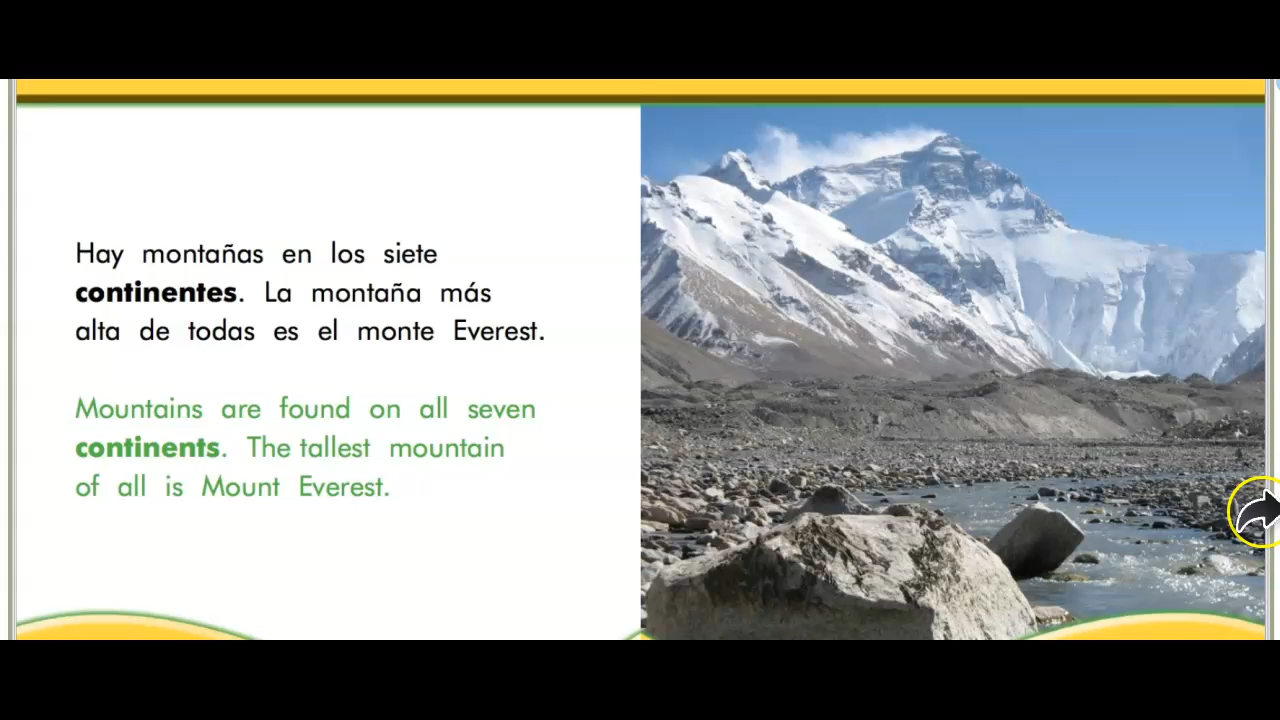 Hay montañas en los siete
continentes. La montaña más
alta de todas es el monte Everest.
Mountains are found on all seven
continents. The tallest mountain
of all is Mount Everest.